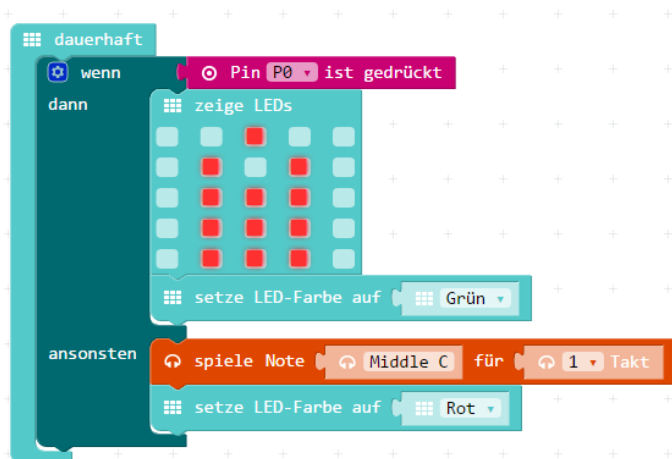 dauerhaft
wenn Pin P0 ist gedrückt
dann zeige LEDs
setze LED-Farbe auf Grün
ansonsten spiele Note Middle C für 1 Takt
setze LED-Farbe auf Rot